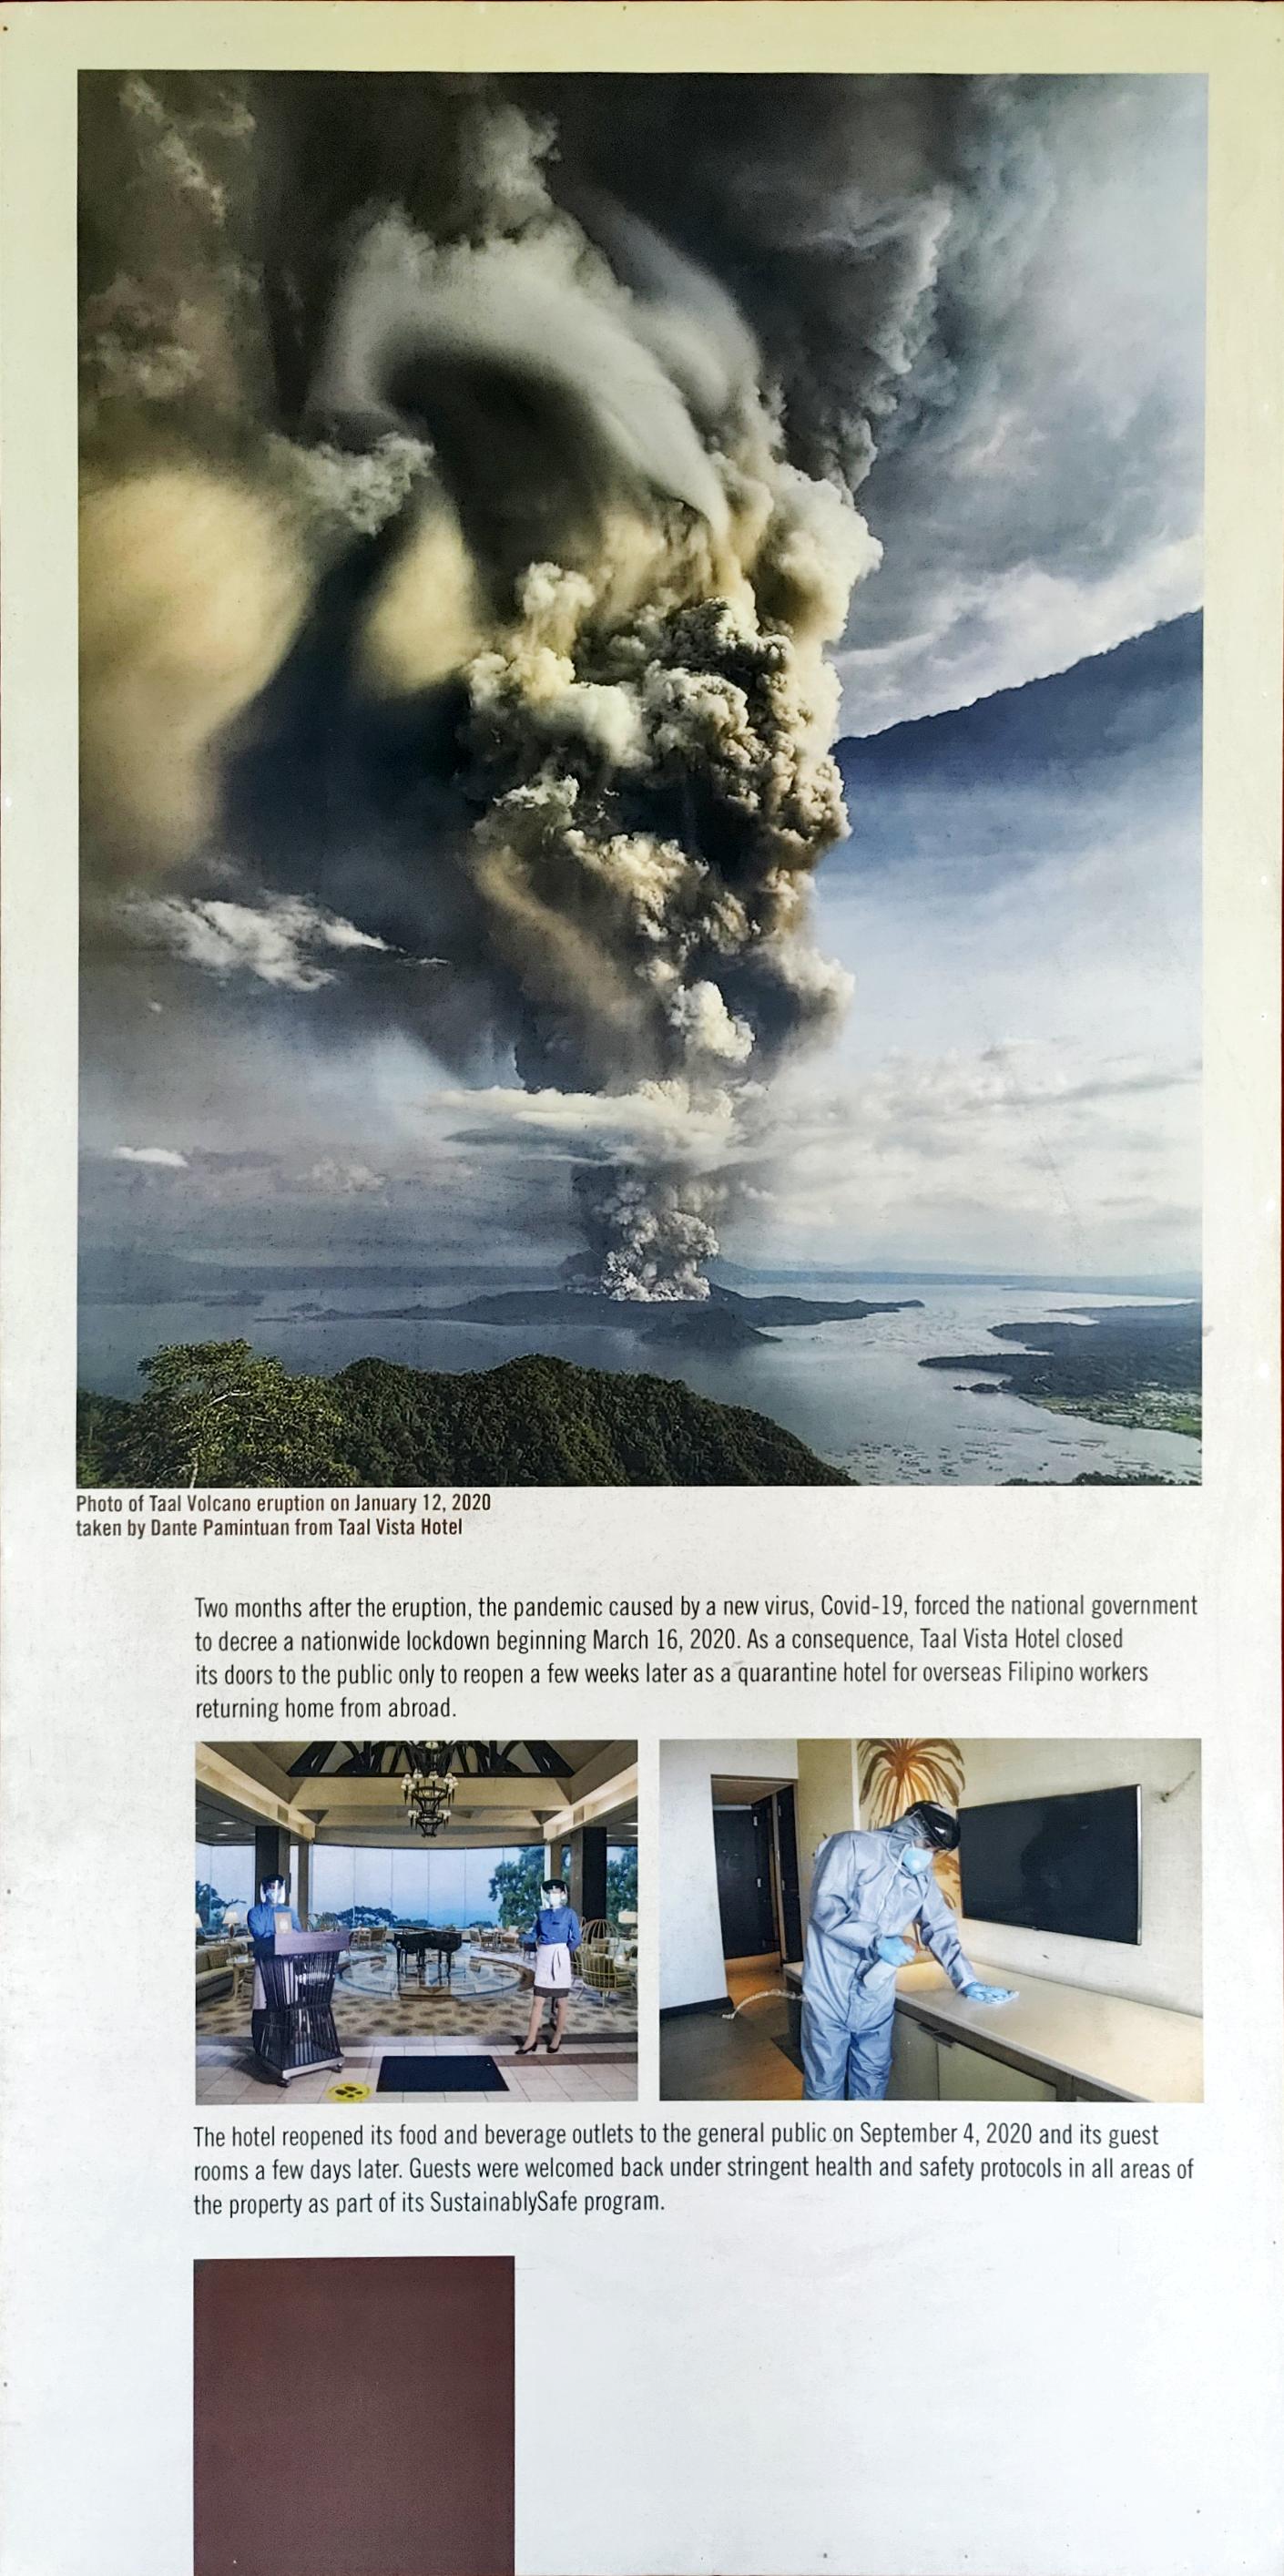 Photo of Taal Volcano eruption on January 12, 2020
taken by Dante Pamintuan from Taal Vista Hotel
Two months after the eruption, the pandemic caused by a new virus, Covid-19, forced the national government
to decree a nationwide lockdown beginning March 16, 2020. As a consequence, Taal Vista Hotel closed
its doors to the public only to reopen a few weeks later as a quarantine hotel for overseas Filipino workers
returning home from abroad.
The hotel reopened its food and beverage outlets to the general public on September 4, 2020 and its guest
rooms a few days later. Guests were welcomed back under stringent health and safety protocols in all areas of
the property as part of its SustainablySafe program.